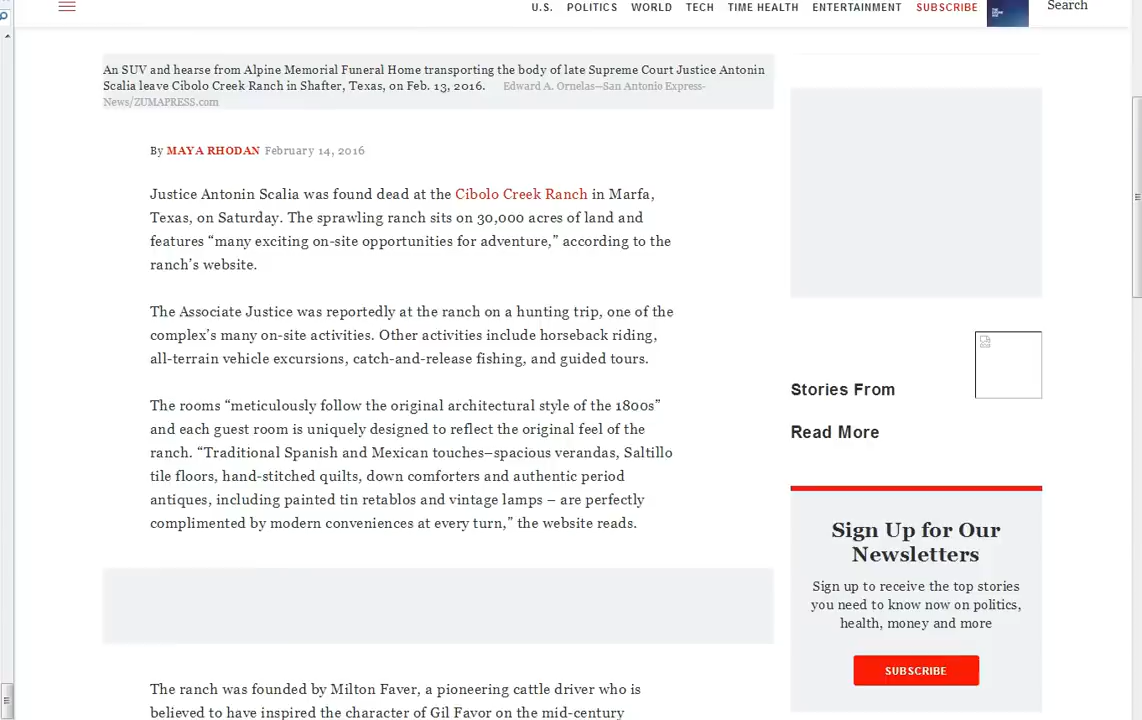 U.S. POLITICS WORLD TECH TIME HEALTH ENTERTAINMENT SUBSCRIBE Search
An SUV and hearse from Alpine Memorial Funeral Home transporting the body of late Supreme Court Justice Antonin
Scalia leave Cibolo Creek Ranch in Shafter, Texas, on Feb. 13, 2016. Edward A. Ornelas—San Antonio Express-
News/ZUMAPRESS.com
By MAYA RHODAN February 14, 2016
Justice Antonin Scalia was found dead at the Cibolo Creek Ranch in Marfa,
Texas, on Saturday. The sprawling ranch sits on 30,000 acres of land and
features “many exciting on-site opportunities for adventure,” according to the
ranch’s website.
The Associate Justice was reportedly at the ranch on a hunting trip, one of the
complex’s many on-site activities. Other activities include horseback riding,
all-terrain vehicle excursions, catch-and-release fishing, and guided tours.
The rooms “meticulously follow the original architectural style of the 1800s”
and each guest room is uniquely designed to reflect the original feel of the
ranch. “Traditional Spanish and Mexican touches–spacious verandas, Saltillo
tile floors, hand-stitched quilts, down comforters and authentic period
antiques, including painted tin retablos and vintage lamps – are perfectly
complimented by modern conveniences at every turn,” the website reads.
The ranch was founded by Milton Faver, a pioneering cattle driver who is
believed to have inspired the character of Gil Favor on the mid-century
Stories From
Read More
Sign Up for Our
Newsletters
Sign up to receive the top stories
you need to know now on politics,
health, money and more
SUBSCRIBE